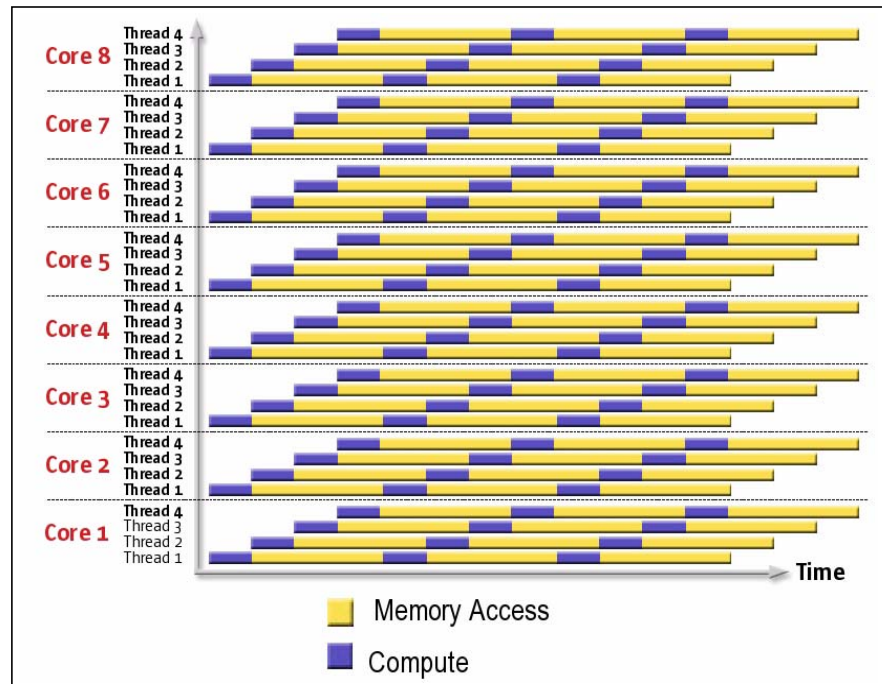 Thread 4
Core 8 Thread 3
Thread 2
Thread 1
Thread 4
Core 7 Thread 3
Thread 2
Thread 1
Thread 4
Core 6 Thread 3
Thread 2
Thread 1
Thread 4
Core 5 Thread 3
Thread 2
Thread 1
Thread 4
Core 4 Thread 3
Thread 2
Thread 1
Thread 4
Core 3 Thread 3
Thread 2
Thread 1
Thread 4
Core 2 Thread 3
Thread 2
Thread 1
Thread 4
Core 1 Thread 3
Thread 2
Thread 1
Time
Memory Access
Compute